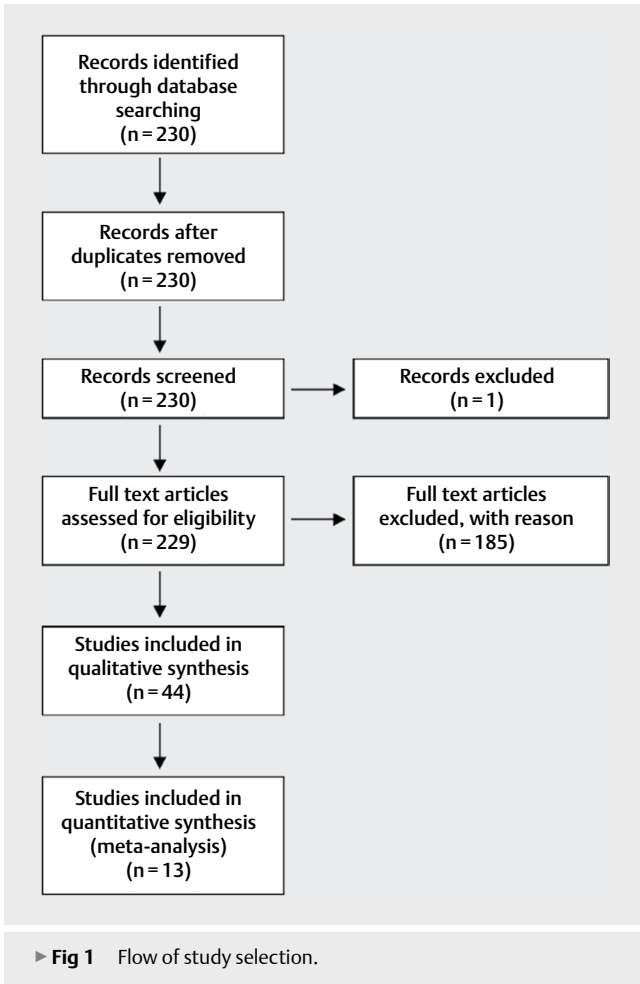 Records identified
through database
searching
(n = 230)
Records after
duplicates removed
(n = 230)
Records screened
(n = 230)
Records excluded
(n = 1)
Full text articles
assessed for eligibility
(n = 229)
Full text articles
excluded, with reason
(n = 185)
Studies included in
qualitative synthesis
(n = 44)
Studies included in
quantitative synthesis
(meta-analysis)
(n = 13)
▶ Fig 1 Flow of study selection.